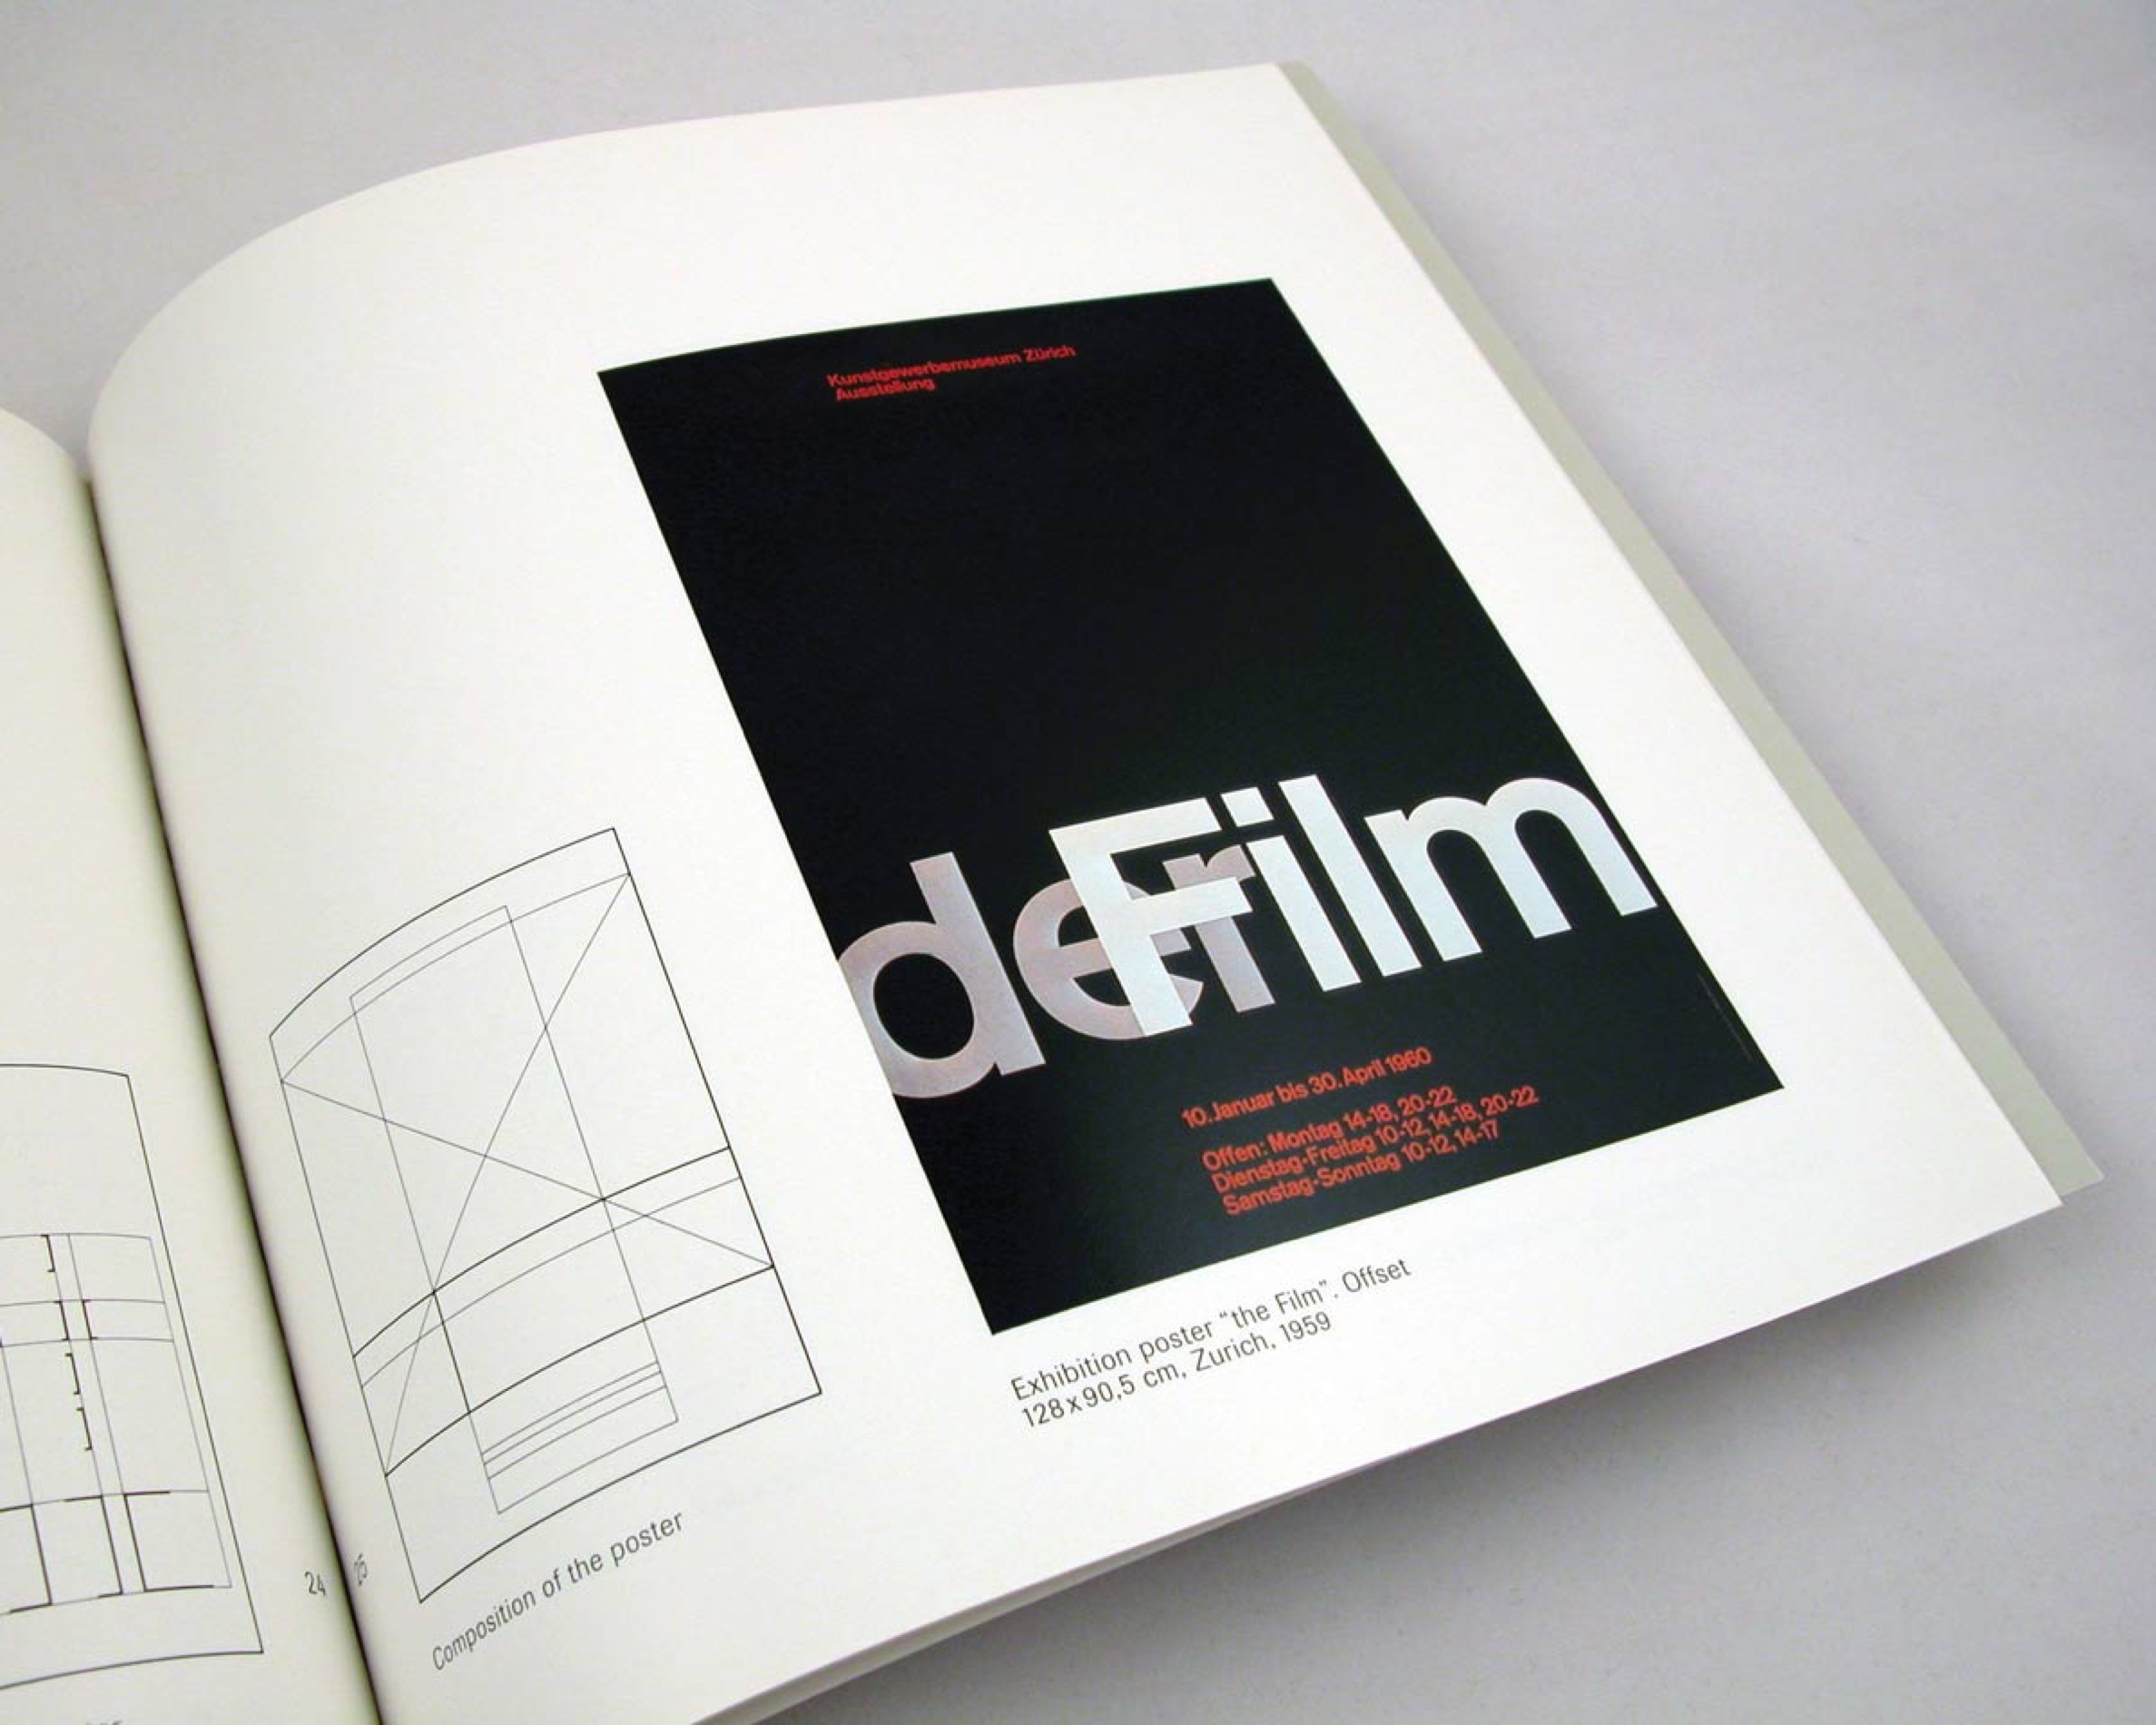 Kunstgewerbemuseum Zürich
Ausstellung
der Film
10. Januar bis 30. April 1960
Offen: Montag 14-18, 20-22
Dienstag-Freitag 10-12, 14-18, 20-22
Samstag-Sonntag 10-12, 14-17
Exhibition poster “the Film”. Offset
128 x 90,5 cm, Zurich, 1959
Composition of the poster
24
25